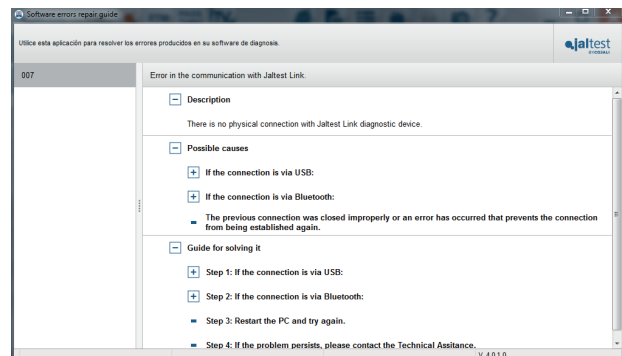 Software errors repair guide
Utilice esta aplicación para resolver los errores producidos en su software de diagnosis.
jaltest
BY COJALI
007
Error in the communication with Jaltest Link.
Description
There is no physical connection with Jaltest Link diagnostic device.
Possible causes
If the connection is via USB:
If the connection is via Bluetooth:
The previous connection was closed improperly or an error has occurred that prevents the connection
from being established again.
Guide for solving it
Step 1: If the connection is via USB:
Step 2: If the connection is via Bluetooth:
Step 3: Restart the PC and try again.
Step 4: If the problem persists, please contact the Technical Assitance.
V. 4.0.1.0